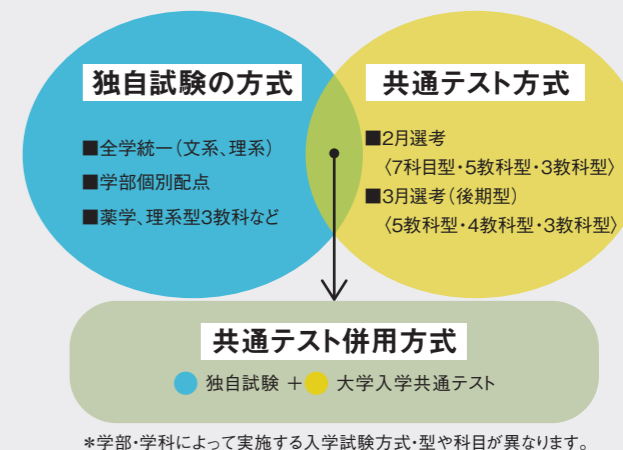 独自試験の方式
■全学統一（文系、理系）
■学部個別配点
■薬学、理系型3教科など
共通テスト方式
■2月選考
〈7科目型・5教科型・3教科型〉
■3月選考（後期型）
〈5教科型・4教科型・3教科型〉
共通テスト併用方式
独自試験 ＋ 大学入学共通テスト
＊学部・学科によって実施する入学試験方式・型や科目が異なります。